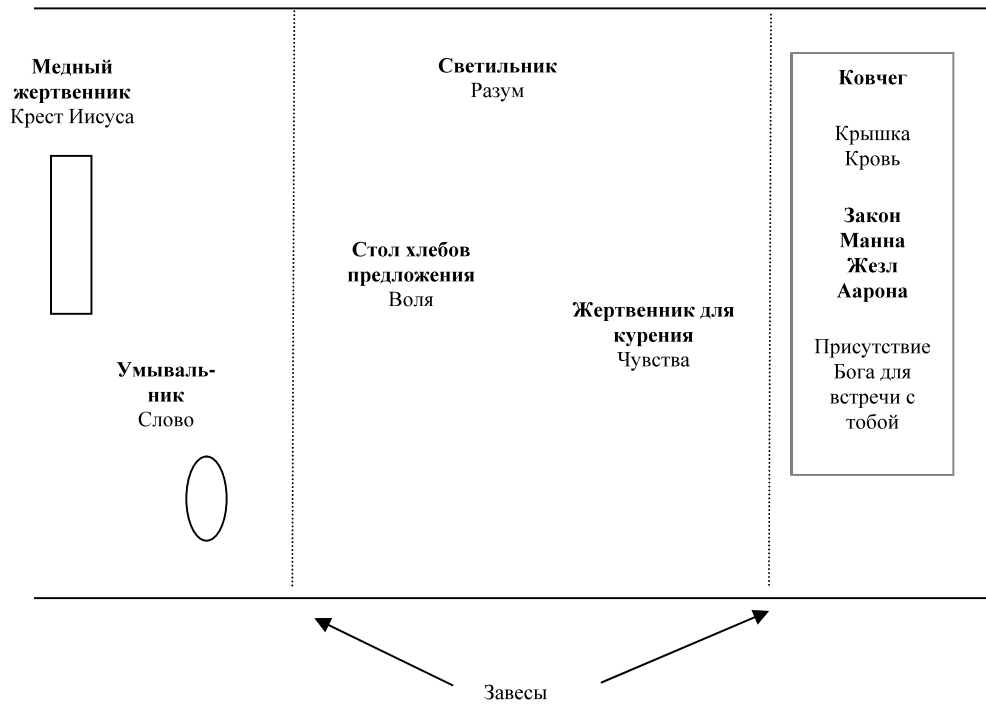 Медный
жертвенник
Крест Иисуса
Умываль-
ник
Слово
Светильник
Разум
Стол хлебов
предложения
Воля
Жертвенник для
курения
Чувства
Ковчег
Крышка
Кровь
Закон
Манна
Жезл
Аарона
Присутствие
Бога для
встречи с
тобой
Завесы